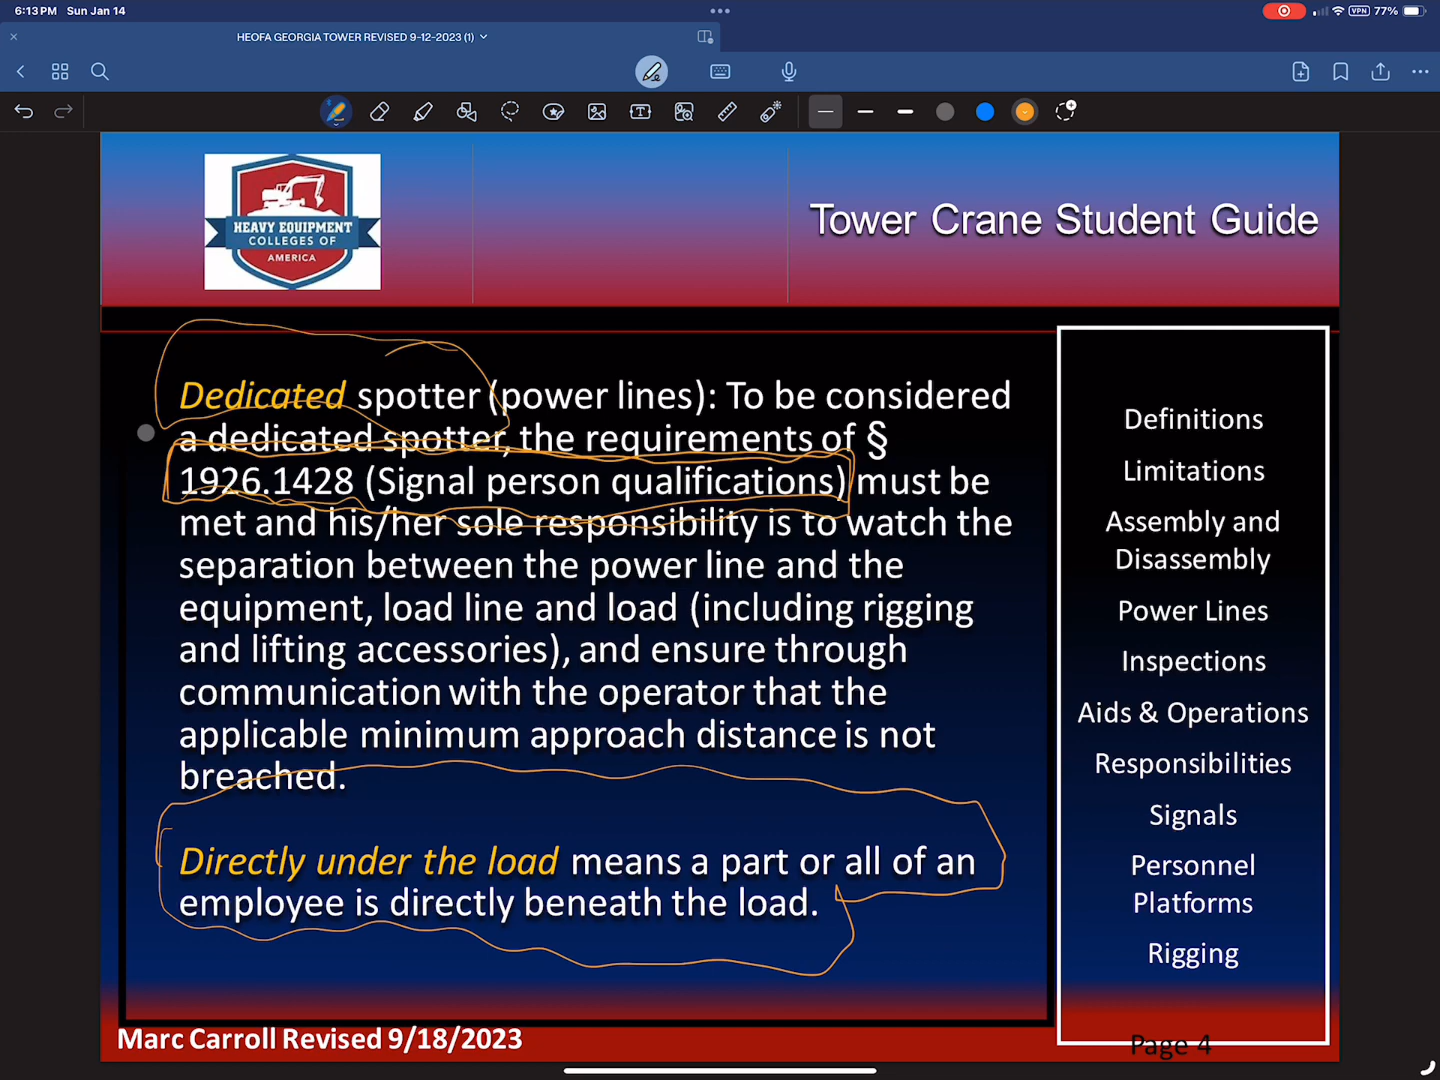 6:13 PM Sun Jan 14
VPN 77%
HEOFA GEORGIA TOWER REVISED 9-12-2023 (1)
HEAVY EQUIPMENT
COLLEGES OF
AMERICA
Tower Crane Student Guide
Dedicated spotter (power lines): To be considered
a dedicated spotter, the requirements of §
1926.1428 (Signal person qualifications) must be
met and his/her sole responsibility is to watch the
separation between the power line and the
equipment, load line and load (including rigging
and lifting accessories), and ensure through
communication with the operator that the
applicable minimum approach distance is not
breached.
Directly under the load means a part or all of an
employee is directly beneath the load.
Definitions
Limitations
Assembly and
Disassembly
Power Lines
Inspections
Aids & Operations
Responsibilities
Signals
Personnel
Platforms
Rigging
Marc Carroll Revised 9/18/2023
Page 4